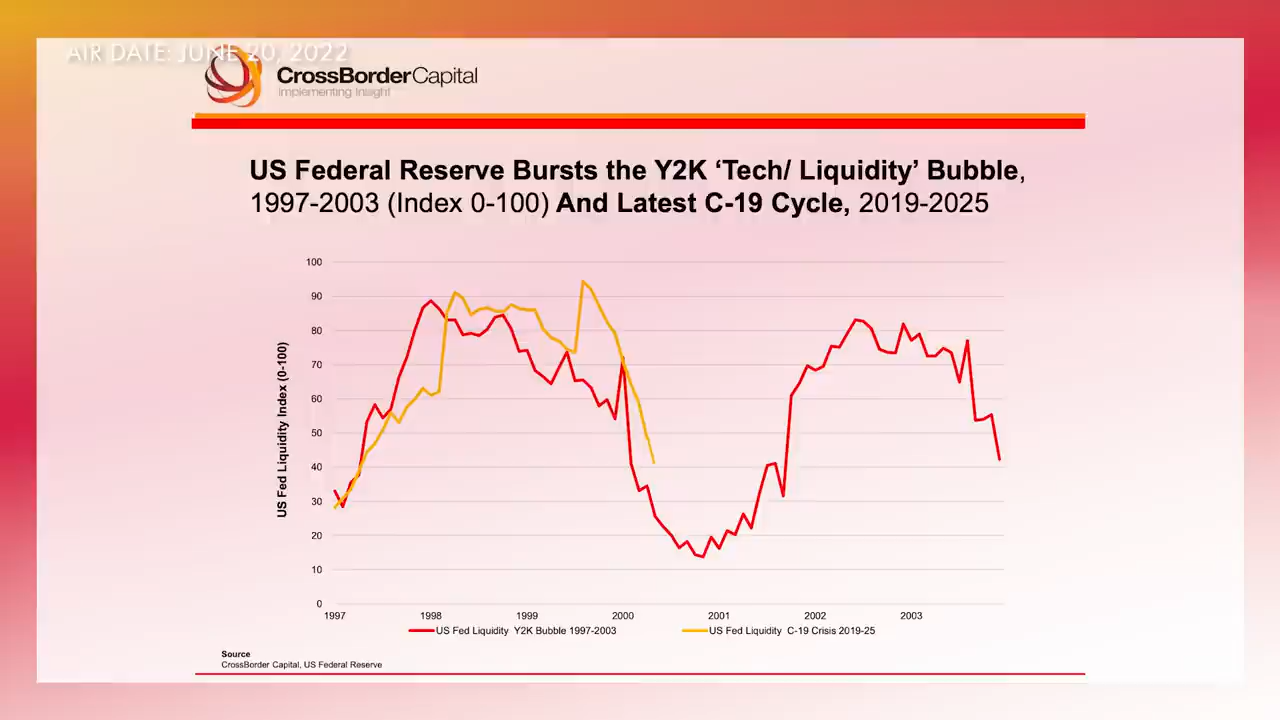 AIR DATE: JUNE 20, 2022
CrossBorderCapital
Implementing Insight
US Federal Reserve Bursts the Y2K ‘Tech/ Liquidity’ Bubble,
1997-2003 (Index 0-100) And Latest C-19 Cycle, 2019-2025
US Fed Liquidity Index (0-100)
100
90
80
70
60
50
40
30
20
10
0
1997 1998 1999 2000 2001 2002 2003
US Fed Liquidity Y2K Bubble 1997-2003 US Fed Liquidity C-19 Crisis 2019-25
Source
CrossBorder Capital, US Federal Reserve